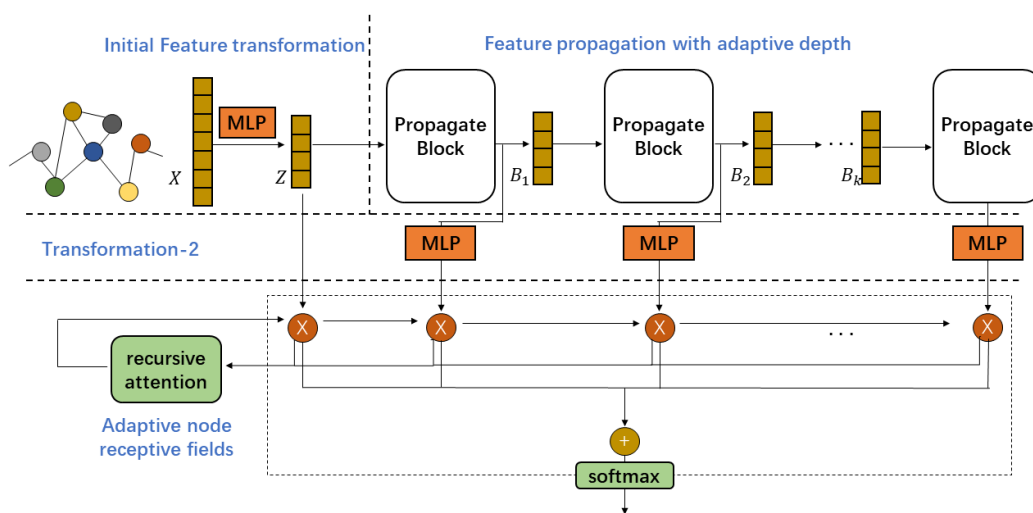 Initial Feature transformation
Feature propagation with adaptive depth
MLP
X
Z
Propagate
Block
B₁
Propagate
Block
B₂
...
Bₖ
Propagate
Block
Transformation-2
MLP
MLP
MLP
X
X
X
...
X
recursive
attention
Adaptive node
receptive fields
+
softmax